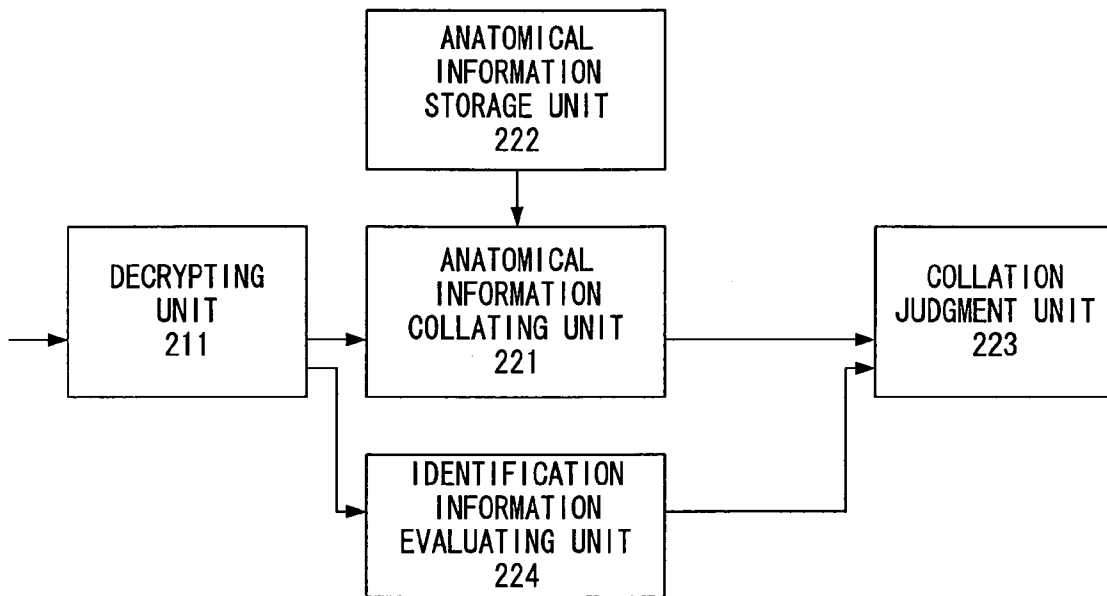 ANATOMICAL
INFORMATION
STORAGE UNIT
222
DECRYPTING
UNIT
211
ANATOMICAL
INFORMATION
COLLATING UNIT
221
COLLATION
JUDGMENT UNIT
223
IDENTIFICATION
INFORMATION
EVALUATING UNIT
224